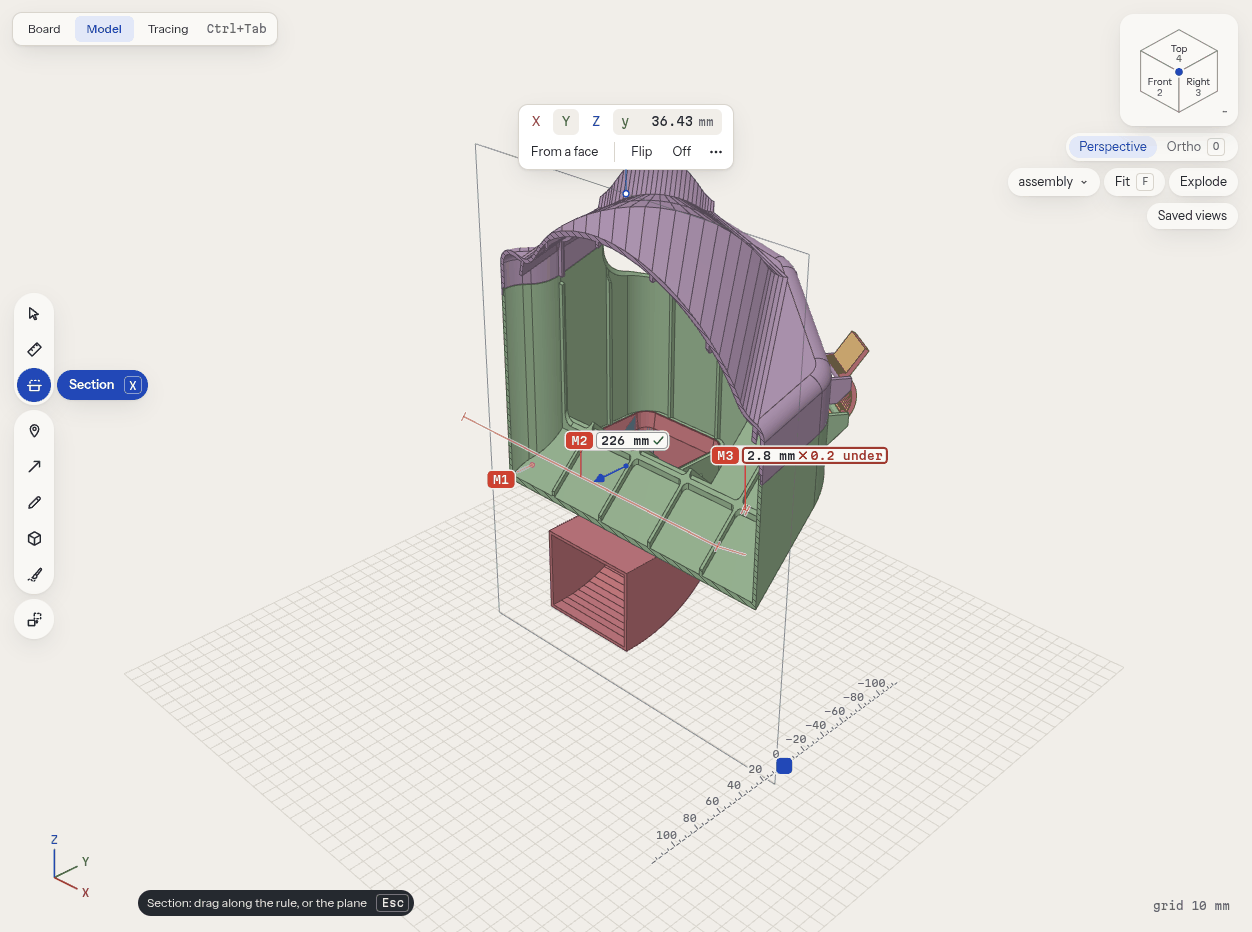 Board Model Tracing Ctrl+Tab
Top
4
Front
2
Right
3
X Y Z y 36.43 mm
From a face Flip Off ...
Perspective Ortho 0
assembly Fit F Explode
Saved views
Section X
M2 226 mm ✓
M3 2.8 mm ✕ 0.2 under
M1
-100
-80
-60
-40
-20
0
20
40
60
80
100
Z
Y
X
Section: drag along the rule, or the plane Esc
grid 10 mm